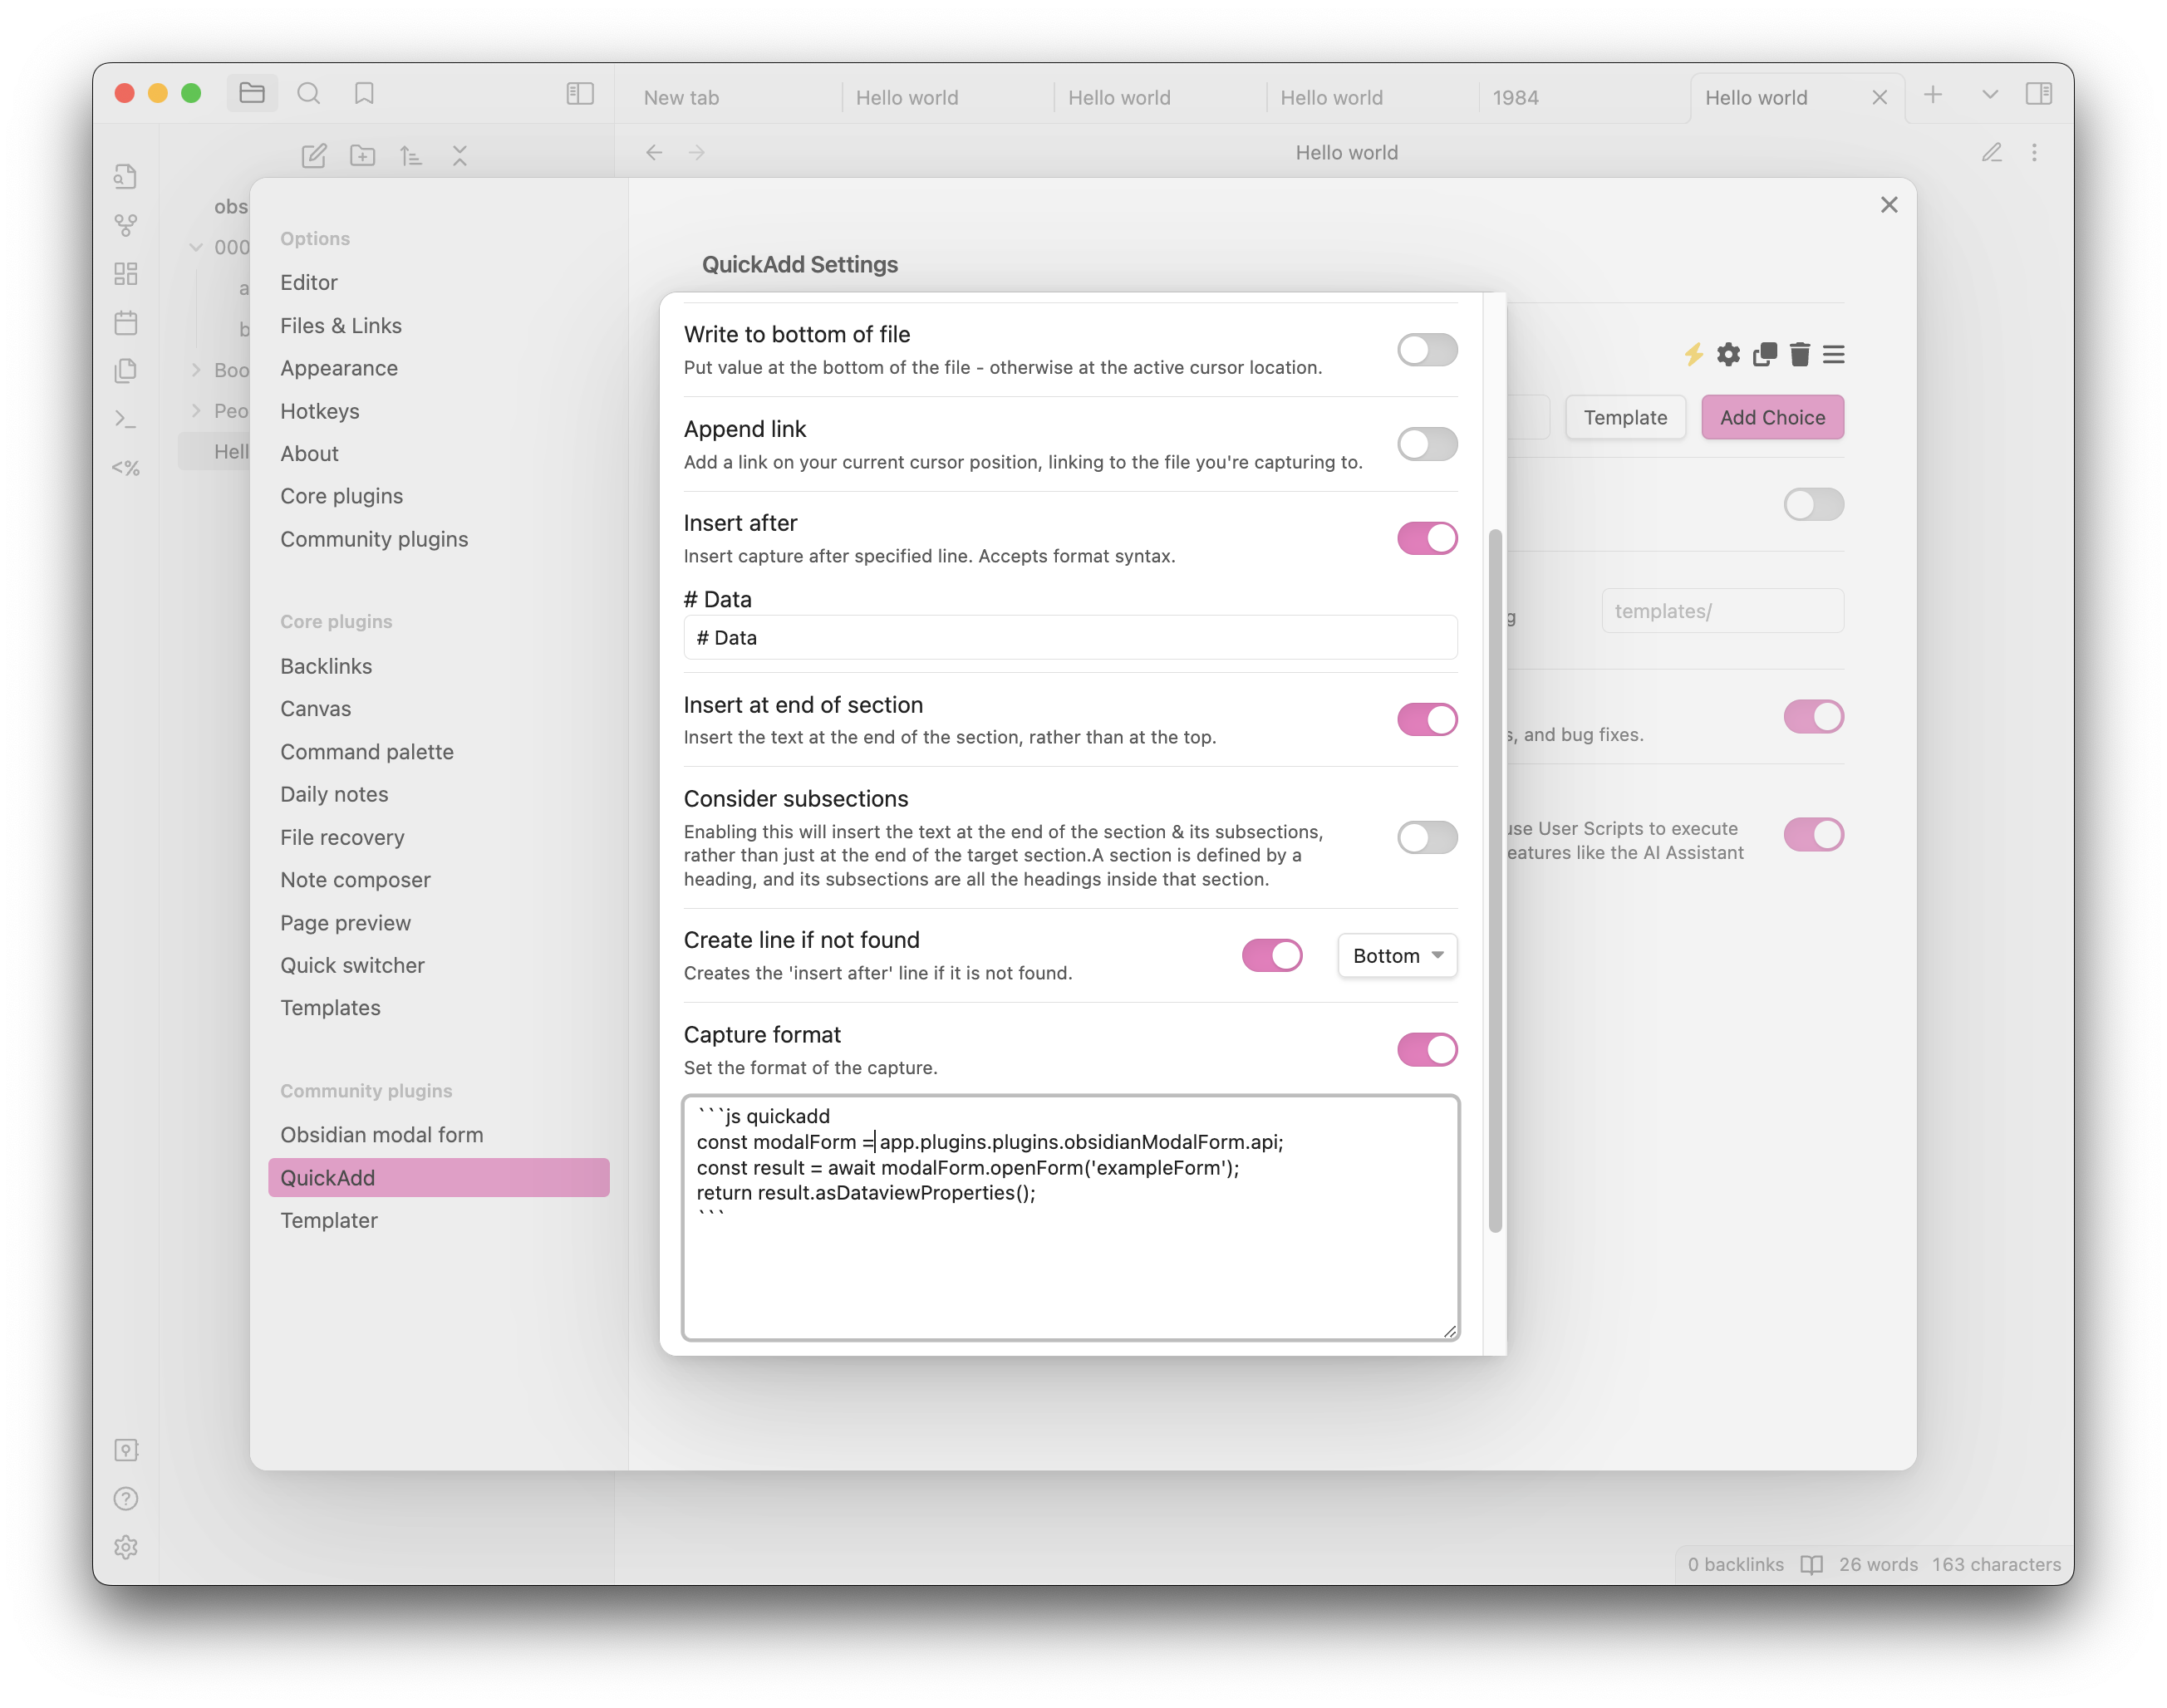 New tab
Hello world
Hello world
Hello world
1984
Hello world
Hello world
obs
000
a
b
Boo
Peo
Hell
<%
Options
Editor
Files & Links
Appearance
Hotkeys
About
Core plugins
Community plugins
Core plugins
Backlinks
Canvas
Command palette
Daily notes
File recovery
Note composer
Page preview
Quick switcher
Templates
Community plugins
Obsidian modal form
QuickAdd
Templater
QuickAdd Settings
Write to bottom of file
Put value at the bottom of the file - otherwise at the active cursor location.
Append link
Add a link on your current cursor position, linking to the file you're capturing to.
Insert after
Insert capture after specified line. Accepts format syntax.
# Data
# Data
Insert at end of section
Insert the text at the end of the section, rather than at the top.
Consider subsections
Enabling this will insert the text at the end of the section & its subsections,
rather than just at the end of the target section.A section is defined by a
heading, and its subsections are all the headings inside that section.
Create line if not found
Creates the 'insert after' line if it is not found.
Bottom
Capture format
Set the format of the capture.
```js quickadd
const modalForm = app.plugins.plugins.obsidianModalForm.api;
const result = await modalForm.openForm('exampleForm');
return result.asDataviewProperties();
```
Template
Add Choice
g
templates/
s, and bug fixes.
use User Scripts to execute
eatures like the AI Assistant
0 backlinks
26 words
163 characters